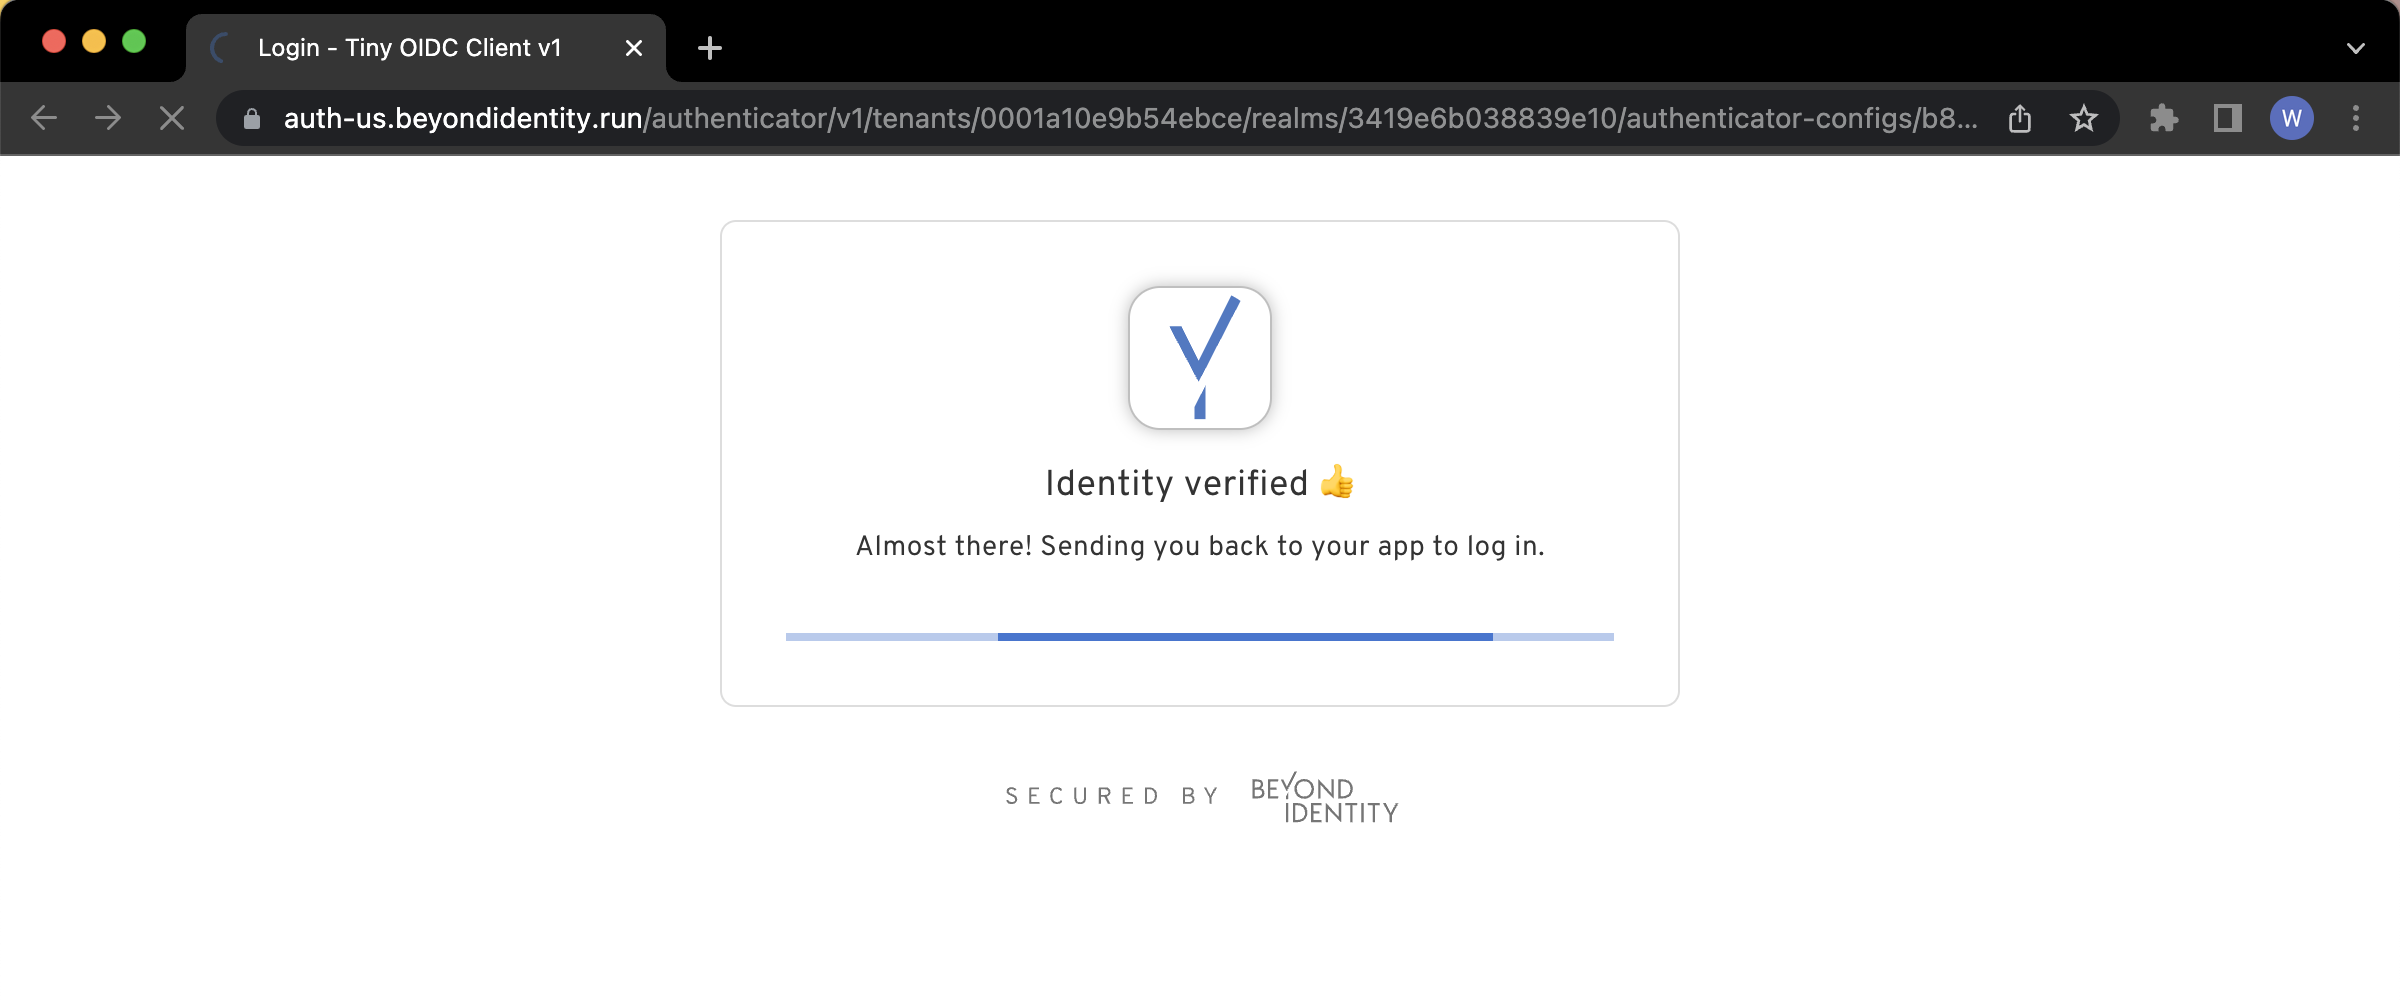 Login - Tiny OIDC Client v1
auth-us.beyondidentity.run/authenticator/v1/tenants/0001a10e9b54ebce/realms/3419e6b038839e10/authenticator-configs/b8...
W
Identity verified 👍
Almost there! Sending you back to your app to log in.
SECURED BY
BEYOND
IDENTITY